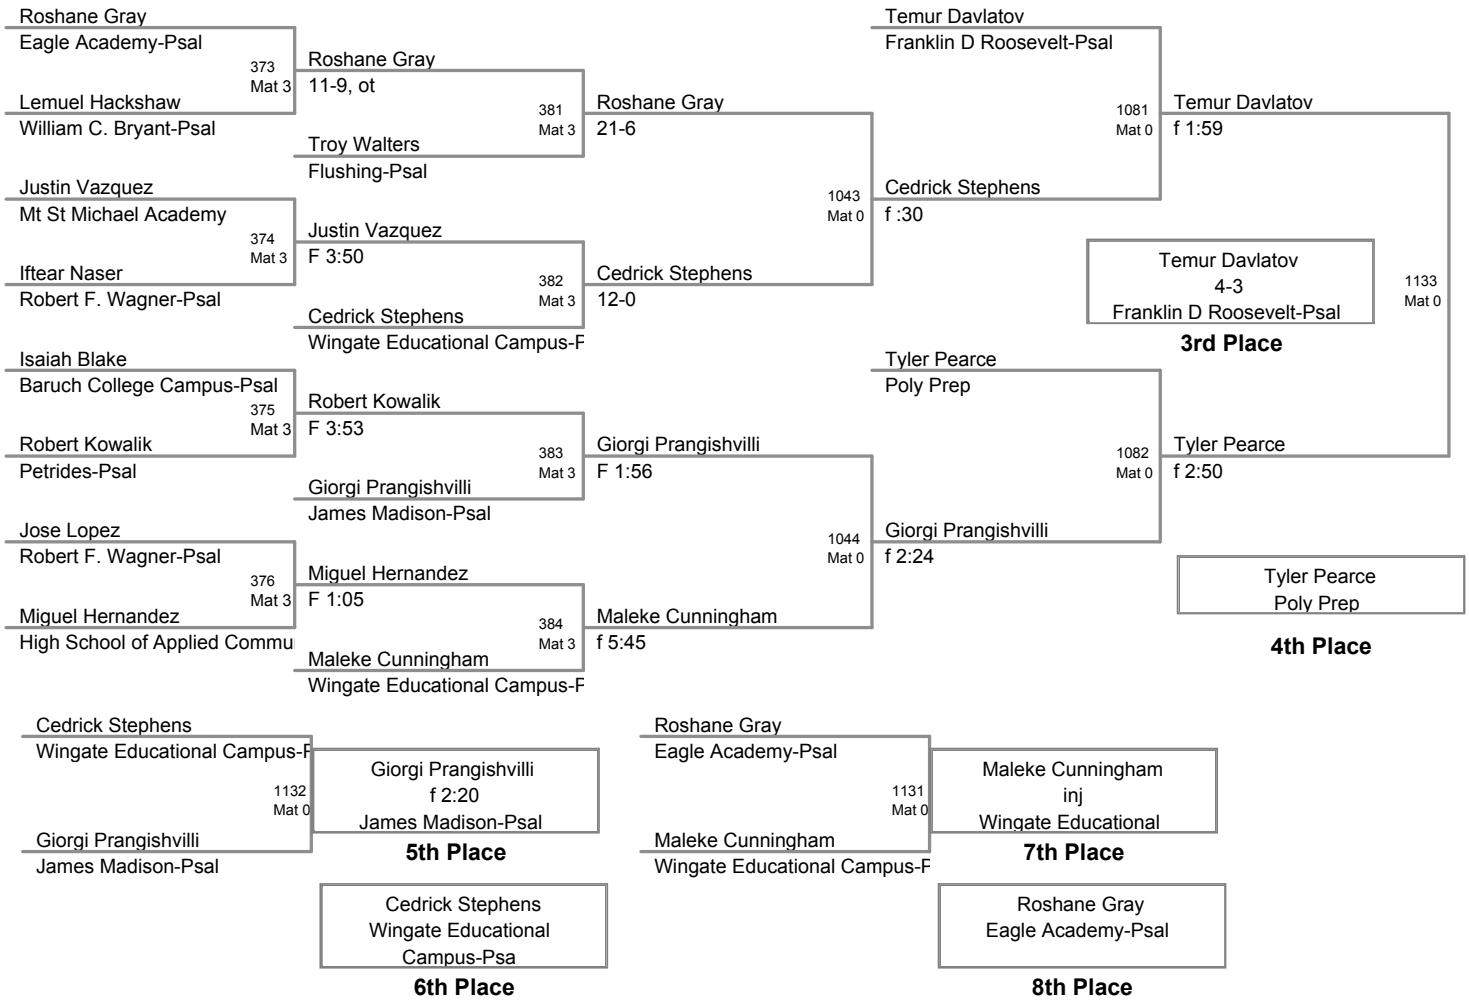 Roshane Gray
Eagle Academy-Psal
373
Mat 3
Lemuel Hackshaw
William C. Bryant-Psal
Justin Vazquez
Mt St Michael Academy
374
Mat 3
Iftear Naser
Robert F. Wagner-Psal
Isaiah Blake
Baruch College Campus-Psal
375
Mat 3
Robert Kowalik
Petrides-Psal
Jose Lopez
Robert F. Wagner-Psal
376
Mat 3
Miguel Hernandez
High School of Applied Commu
Roshane Gray
11-9, ot
381
Mat 3
Troy Walters
Flushing-Psal
Justin Vazquez
F 3:50
382
Mat 3
Cedrick Stephens
Wingate Educational Campus-P
Robert Kowalik
F 3:53
383
Mat 3
Giorgi Prangishvilli
James Madison-Psal
Miguel Hernandez
F 1:05
384
Mat 3
Maleke Cunningham
Wingate Educational Campus-P
Roshane Gray
21-6
1043
Mat 0
Cedrick Stephens
12-0
Giorgi Prangishvilli
F 1:56
1044
Mat 0
Maleke Cunningham
f 5:45
Temur Davlatov
Franklin D Roosevelt-Psal
1081
Mat 0
Cedrick Stephens
f :30
Tyler Pearce
Poly Prep
1082
Mat 0
Giorgi Prangishvilli
f 2:24
Temur Davlatov
f 1:59
1133
Mat 0
Tyler Pearce
f 2:50
Temur Davlatov
4-3
Franklin D Roosevelt-Psal
3rd Place
Tyler Pearce
Poly Prep
4th Place
Cedrick Stephens
Wingate Educational Campus-P
1132
Mat 0
Giorgi Prangishvilli
James Madison-Psal
Giorgi Prangishvilli
f 2:20
James Madison-Psal
5th Place
Cedrick Stephens
Wingate Educational
Campus-Psa
6th Place
Roshane Gray
Eagle Academy-Psal
1131
Mat 0
Maleke Cunningham
Wingate Educational Campus-P
Maleke Cunningham
inj
Wingate Educational
7th Place
Roshane Gray
Eagle Academy-Psal
8th Place